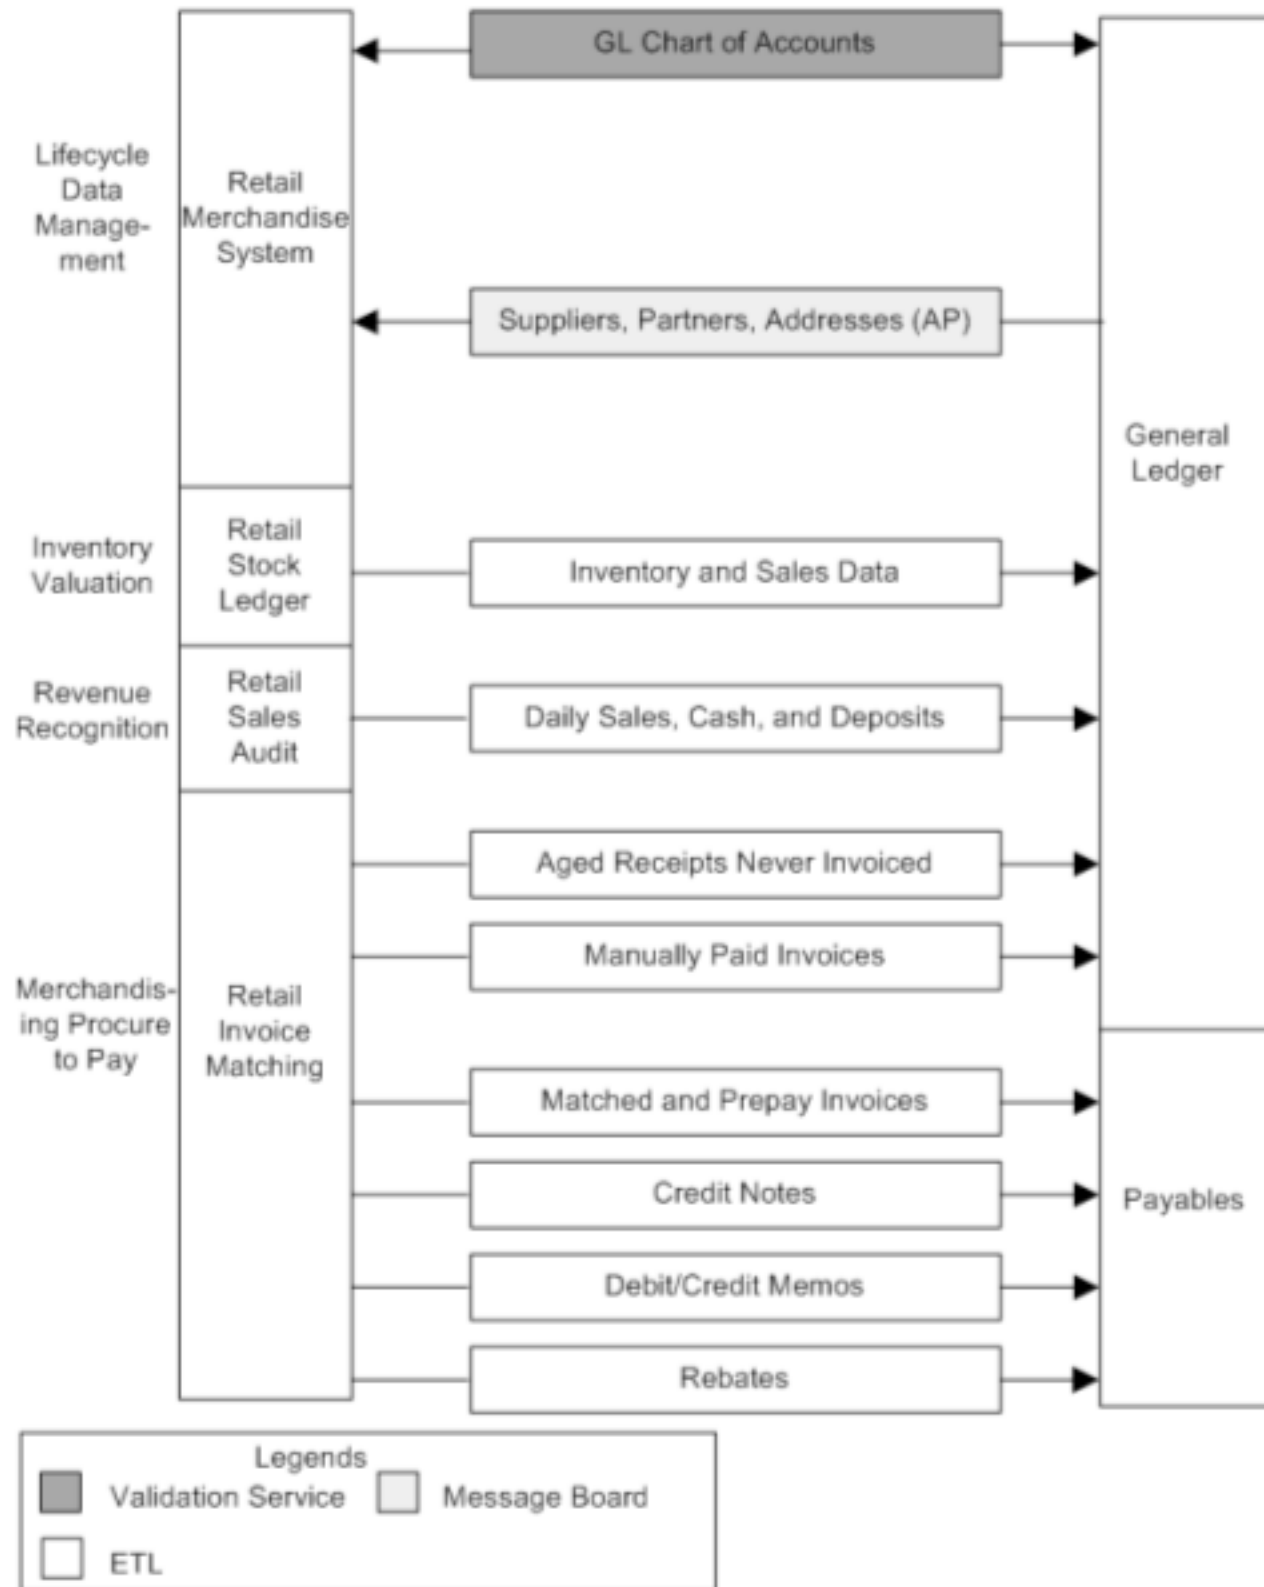 GL Chart of Accounts
Lifecycle
Data
Manage-
ment
Retail
Merchandise
System
Suppliers, Partners, Addresses (AP)
General
Ledger
Inventory
Valuation
Retail
Stock
Ledger
Inventory and Sales Data
Revenue
Recognition
Retail
Sales
Audit
Daily Sales, Cash, and Deposits
Aged Receipts Never Invoiced
Manually Paid Invoices
Merchandis-
ing Procure
to Pay
Retail
Invoice
Matching
Matched and Prepay Invoices
Credit Notes
Payables
Debit/Credit Memos
Rebates
Legends
Validation Service
Message Board
ETL